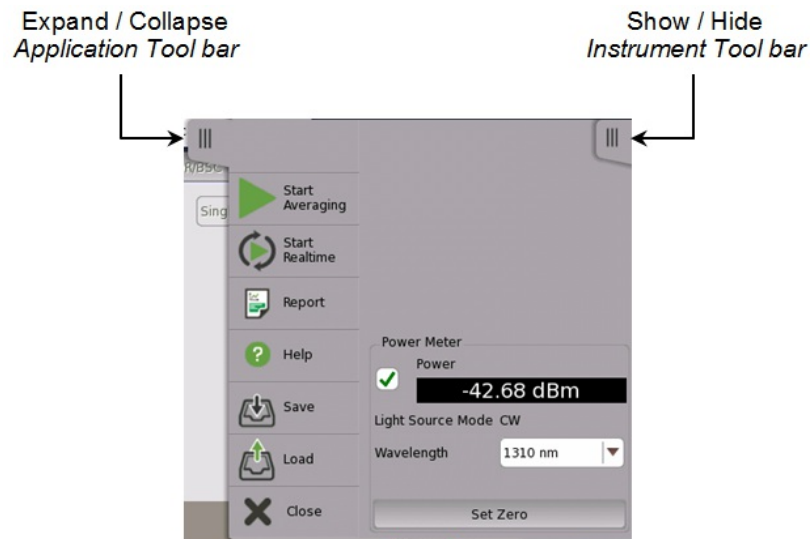 Expand / Collapse
Application Tool bar
Show / Hide
Instrument Tool bar
Sing
Start
Averaging
Start
Realtime
Report
Help
Save
Load
Close
Power Meter
Power
-42.68 dBm
Light Source Mode CW
Wavelength 1310 nm
Set Zero